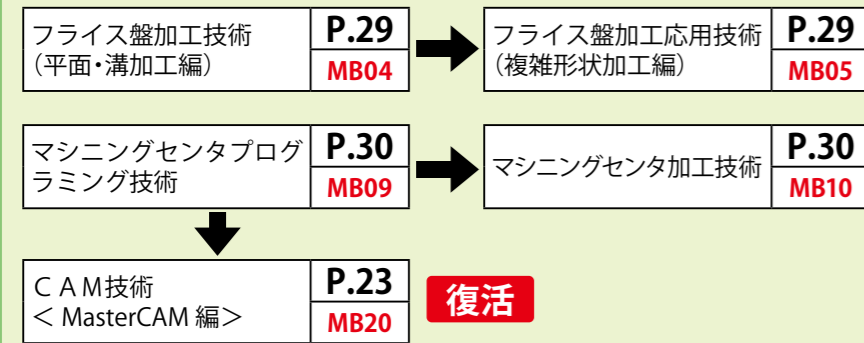 フライス盤加工技術
(平面・溝加工編)
P.29
MB04
フライス盤加工応用技術
(複雑形状加工編)
P.29
MB05
マシニングセンタプログ
ラミング技術
P.30
MB09
マシニングセンタ加工技術
P.30
MB10
ＣＡＭ技術
＜ MasterCAM 編＞
P.23
MB20
復活